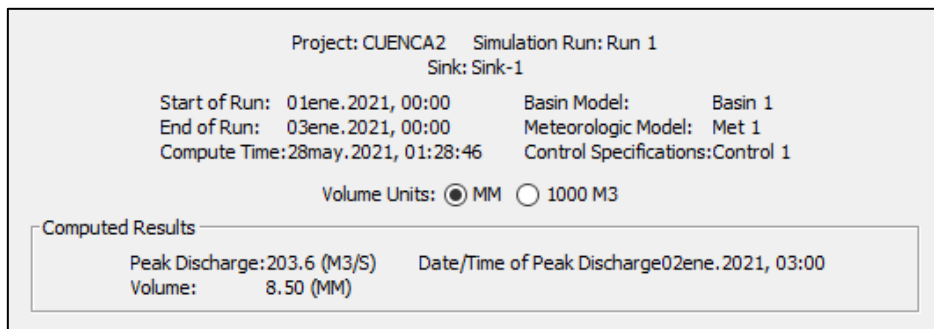 Project: CUENCA2 Simulation Run: Run 1
Sink: Sink-1
Start of Run: 01ene.2021, 00:00 Basin Model: Basin 1
End of Run: 03ene.2021, 00:00 Meteorologic Model: Met 1
Compute Time:28may.2021, 01:28:46 Control Specifications:Control 1
Volume Units: MM 1000 M3
Computed Results
Peak Discharge:203.6 (M3/S) Date/Time of Peak Discharge02ene.2021, 03:00
Volume: 8.50 (MM)